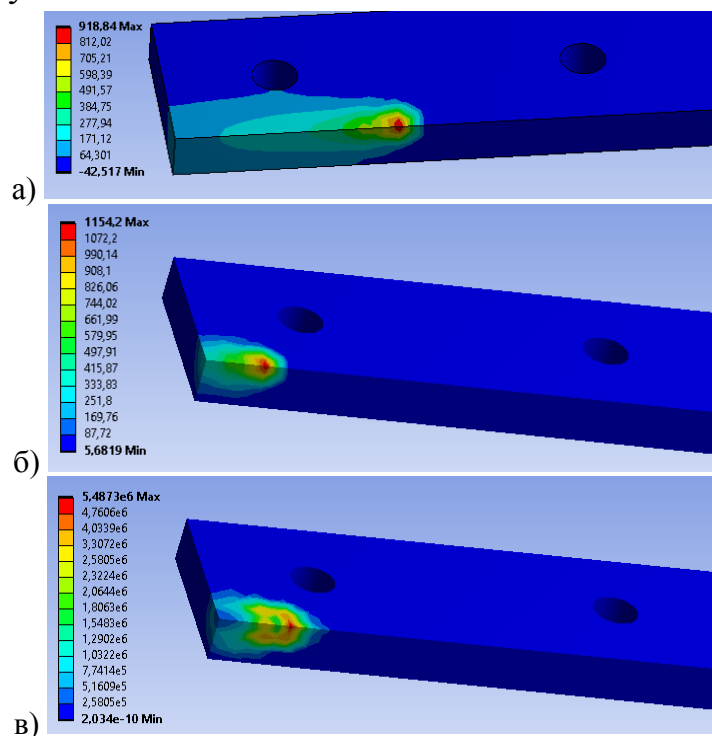 918,84 Max
812,02
705,21
598,39
491,57
384,75
277,94
171,12
64,301
-42,517 Min
а)
1154,2 Max
1072,2
990,14
908,1
826,06
744,02
661,99
579,95
497,91
415,87
333,83
251,8
169,76
87,72
5,6819 Min
б)
5,4873e6 Max
4,7606e6
4,0339e6
3,3072e6
2,5805e6
2,3224e6
2,0644e6
1,8063e6
1,5483e6
1,2902e6
1,0322e6
7,7414e5
5,1609e5
2,5805e5
2,034e-10 Min
в)